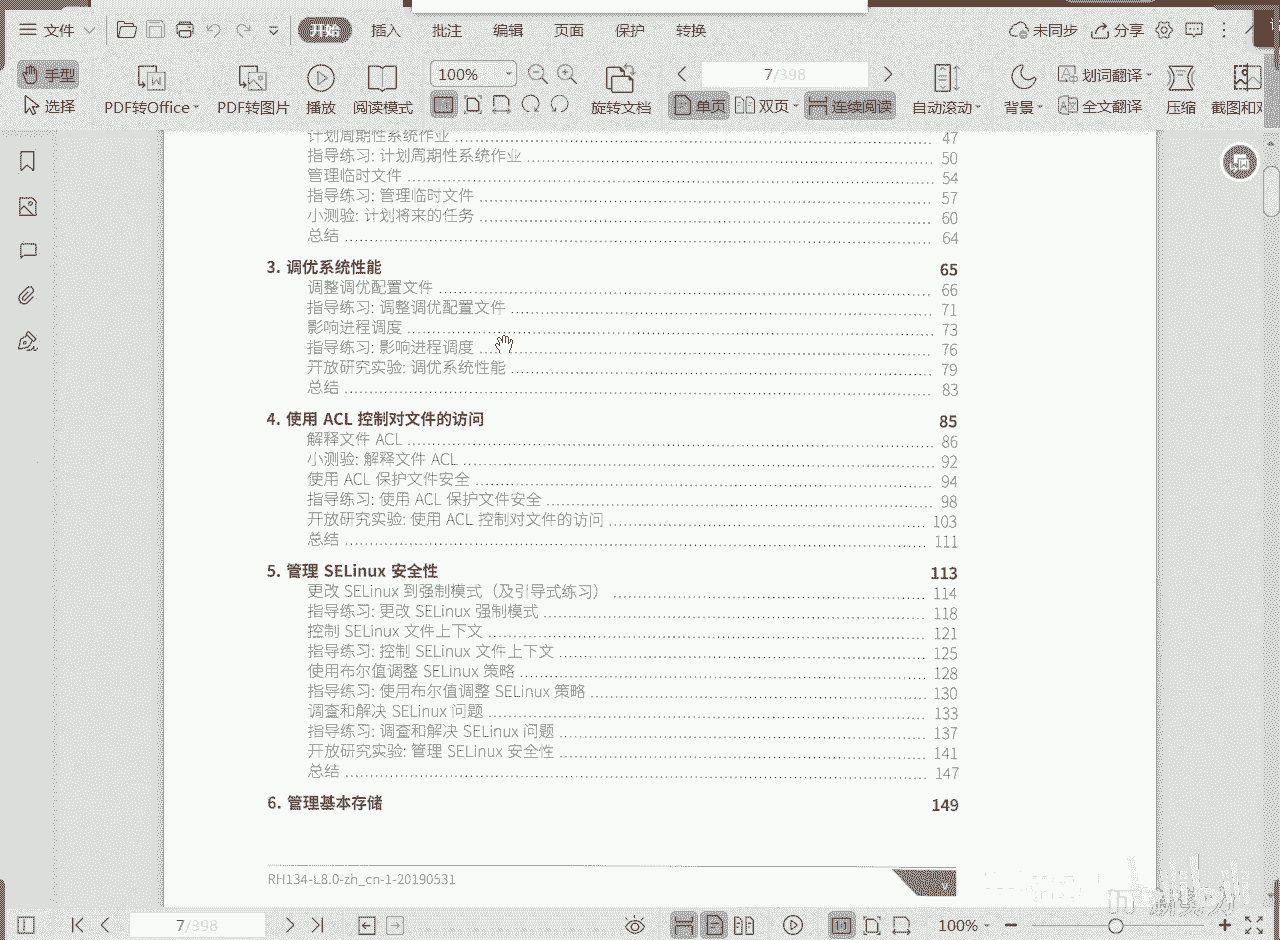 文件 开始 插入 批注 编辑 页面 保护 转换 未同步 分享
手型 选择 PDF转Office PDF转图片 播放 阅读模式 100% 旋转文档 7/398 单页 双页 连续阅读 自动滚动 背景 划词翻译 全文翻译 压缩 截图和对
计划周期性系统作业 47
指导练习: 计划周期性系统作业 50
管理临时文件 54
指导练习: 管理临时文件 57
小测验: 计划将来的任务 60
总结 64
3. 调优系统性能 65
调整调优配置文件 66
指导练习: 调整调优配置文件 71
影响进程调度 73
指导练习: 影响进程调度 76
开放研究实验: 调优系统性能 79
总结 83
4. 使用 ACL 控制对文件的访问 85
解释文件 ACL 86
小测验: 解释文件 ACL 92
使用 ACL 保护文件安全 94
指导练习: 使用 ACL 保护文件安全 98
开放研究实验: 使用 ACL 控制对文件的访问 103
总结 111
5. 管理 SELinux 安全性 113
更改 SELinux 到强制模式（及引导式练习） 114
指导练习: 更改 SELinux 强制模式 118
控制 SELinux 文件上下文 121
指导练习: 控制 SELinux 文件上下文 125
使用布尔值调整 SELinux 策略 128
指导练习: 使用布尔值调整 SELinux 策略 130
调查和解决 SELinux 问题 133
指导练习: 调查和解决 SELinux 问题 137
开放研究实验: 管理 SELinux 安全性 141
总结 147
6. 管理基本存储 149
RH134-L8.0-zh_cn-1-20190531 v
7/398 100%